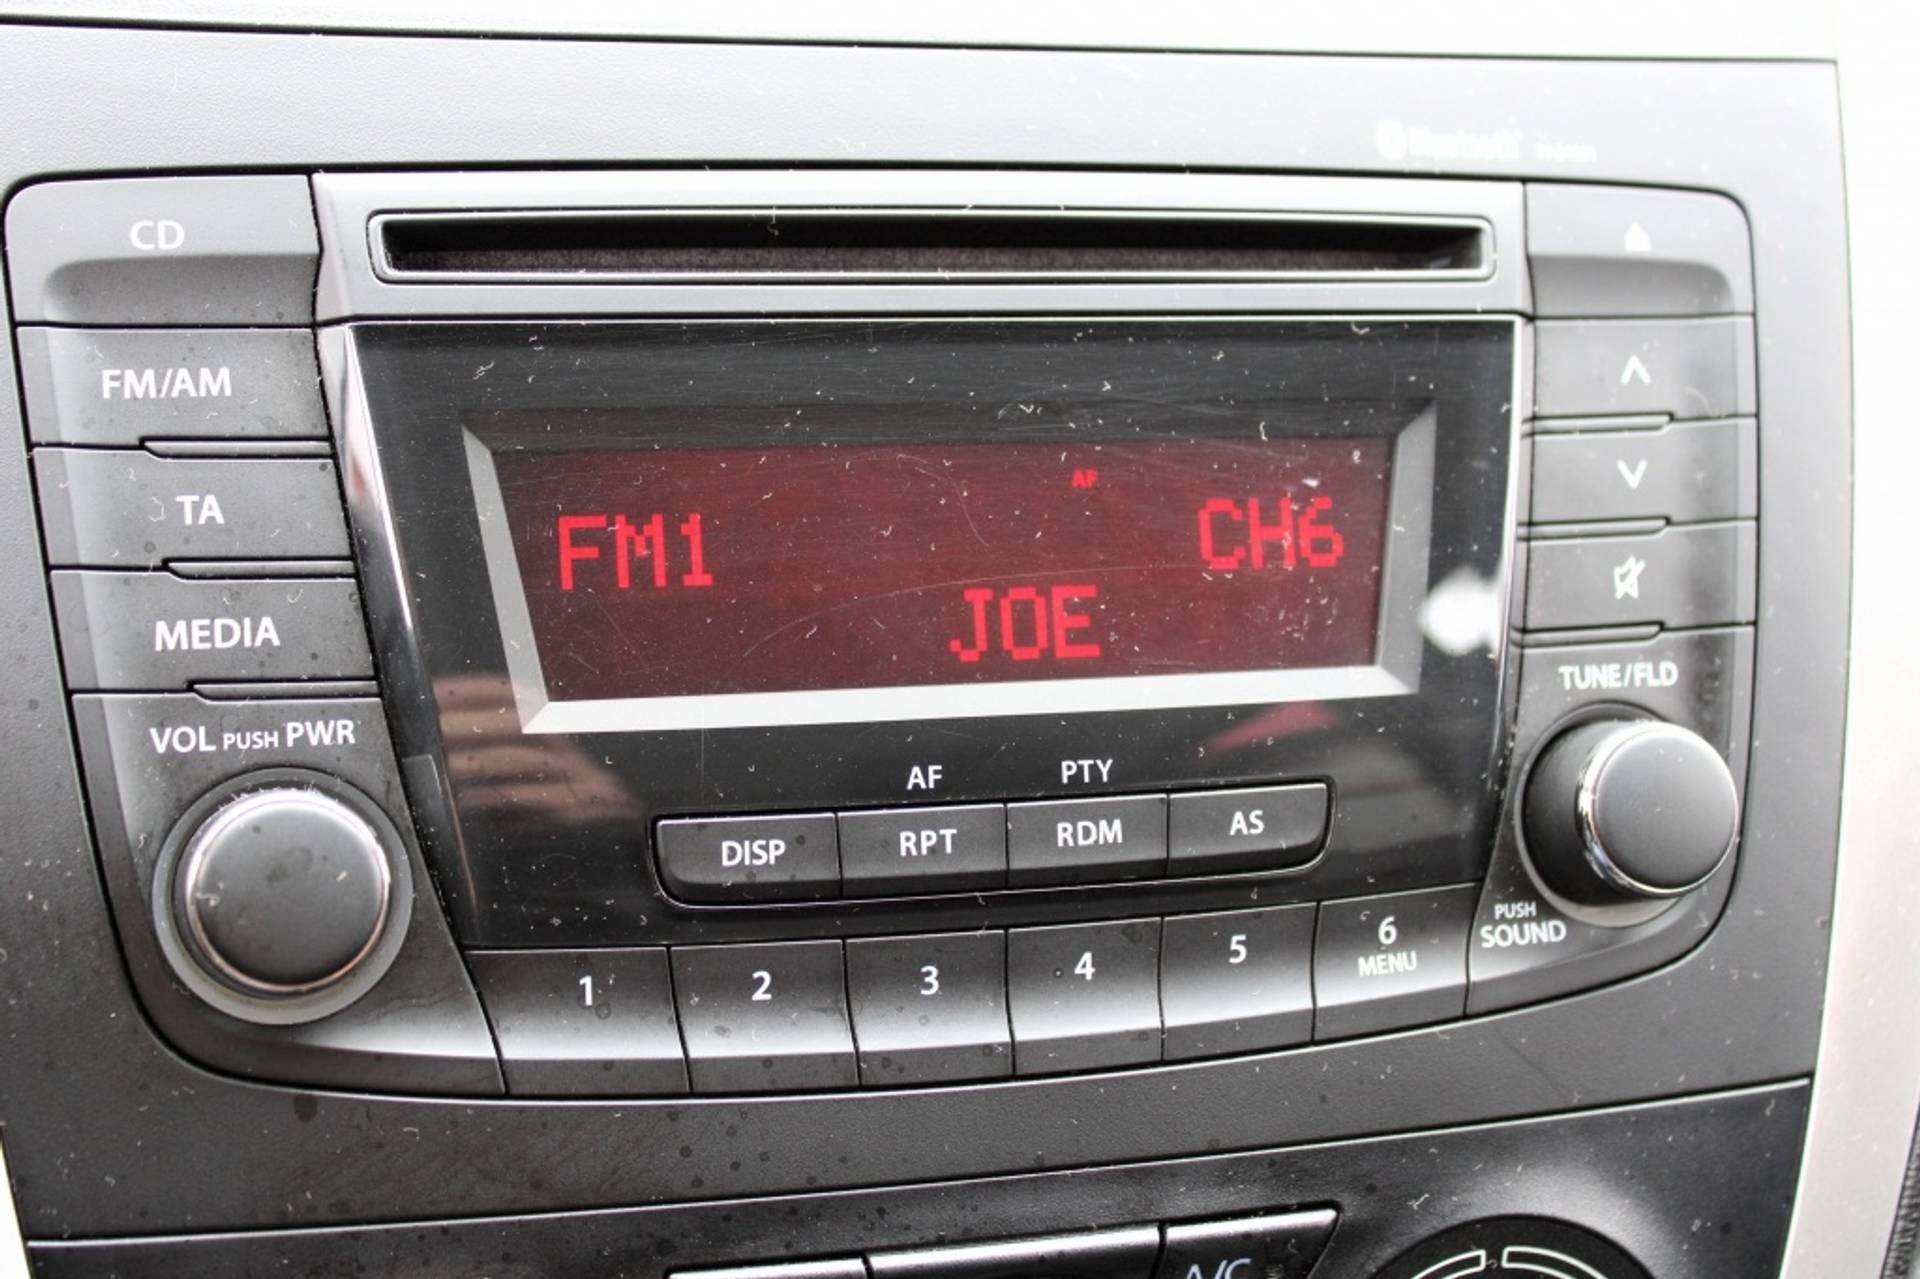 Bluetooth
CD
FM/AM
TA
MEDIA
VOL PUSH PWR
AF
FM1
CH6
JOE
TUNE/FLD
AF
PTY
DISP
RPT
RDM
AS
PUSH
SOUND
1
2
3
4
5
6
MENU
A/C